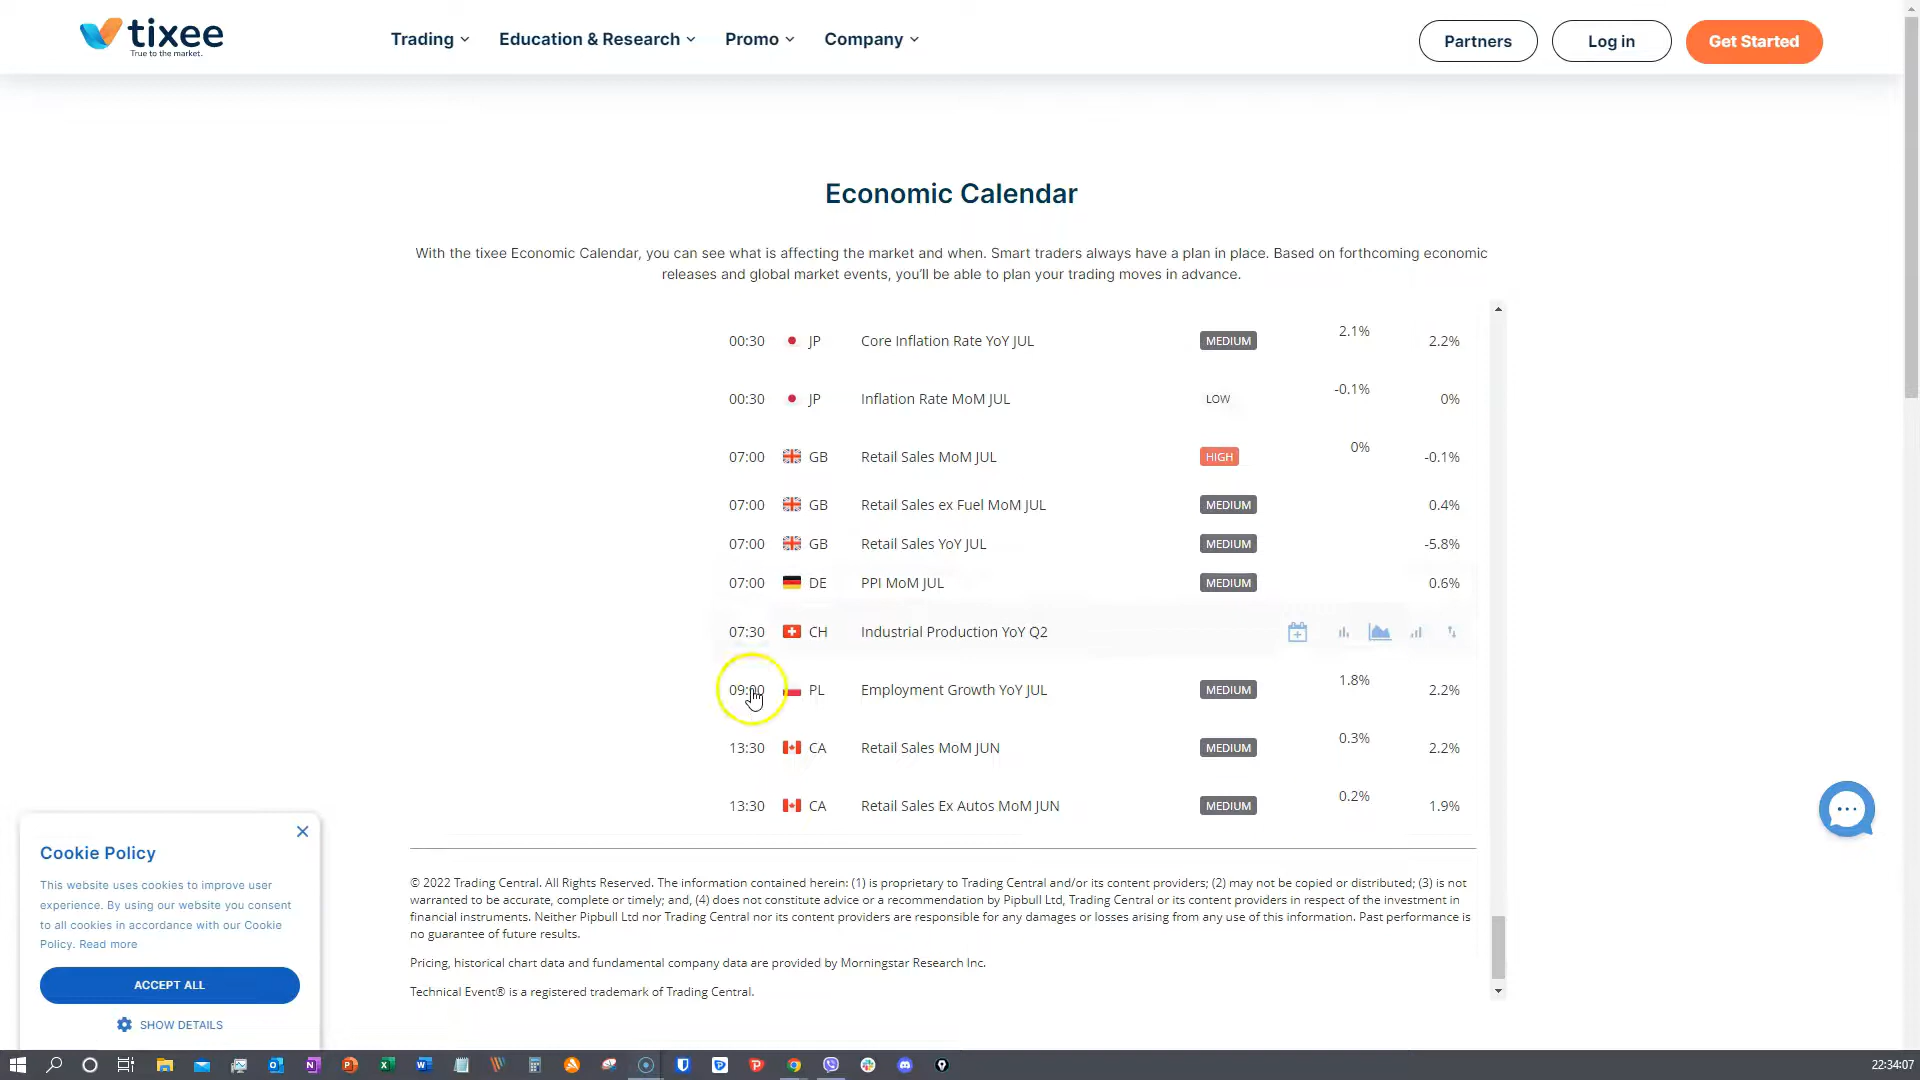 tixee
True to the market.
Trading
Education & Research
Promo
Company
Partners
Log in
Get Started
Economic Calendar
With the tixee Economic Calendar, you can see what is affecting the market and when. Smart traders always have a plan in place. Based on forthcoming economic
releases and global market events, you'll be able to plan your trading moves in advance.
00:30 JP Core Inflation Rate YoY JUL MEDIUM 2.1% 2.2%
00:30 JP Inflation Rate MoM JUL LOW -0.1% 0%
07:00 GB Retail Sales MoM JUL HIGH 0% -0.1%
07:00 GB Retail Sales ex Fuel MoM JUL MEDIUM 0.4%
07:00 GB Retail Sales YoY JUL MEDIUM -5.8%
07:00 DE PPI MoM JUL MEDIUM 0.6%
07:30 CH Industrial Production YoY Q2
09:00 PL Employment Growth YoY JUL MEDIUM 1.8% 2.2%
13:30 CA Retail Sales MoM JUN MEDIUM 0.3% 2.2%
13:30 CA Retail Sales Ex Autos MoM JUN MEDIUM 0.2% 1.9%
© 2022 Trading Central. All Rights Reserved. The information contained herein: (1) is proprietary to Trading Central and/or its content providers; (2) may not be copied or distributed; (3) is not
warranted to be accurate, complete or timely; and, (4) does not constitute advice or a recommendation by Pipbull Ltd, Trading Central or its content providers in respect of the investment in
financial instruments. Neither Pipbull Ltd nor Trading Central nor its content providers are responsible for any damages or losses arising from any use of this information. Past performance is
no guarantee of future results.
Pricing, historical chart data and fundamental company data are provided by Morningstar Research Inc.
Technical Event® is a registered trademark of Trading Central.
Cookie Policy
This website uses cookies to improve user
experience. By using our website you consent
to all cookies in accordance with our Cookie
Policy. Read more
ACCEPT ALL
SHOW DETAILS
22:34:07